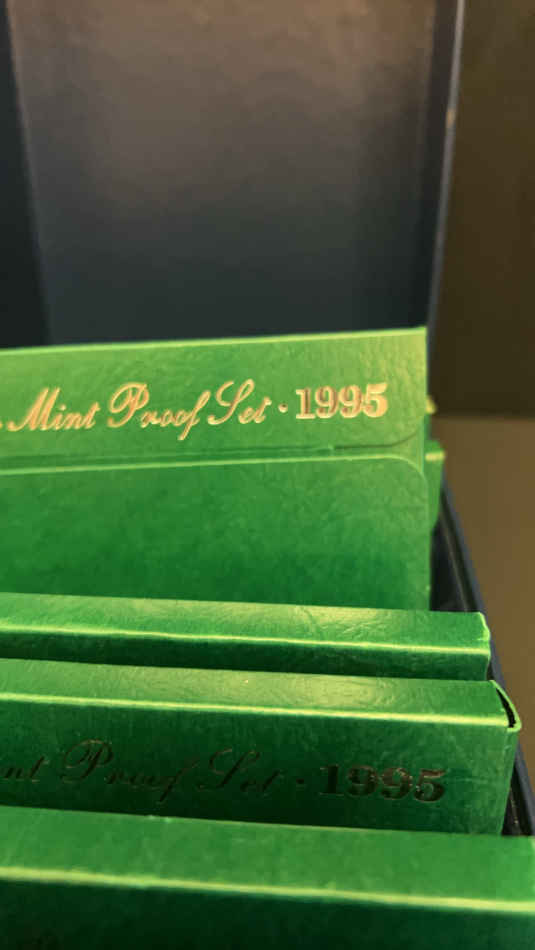 Mint Proof Set · 1995
Proof Set · 1995